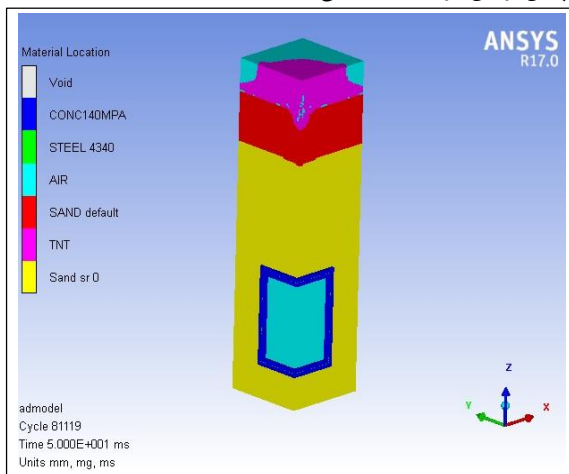 ANSYS
R17.0
Material Location
Void
CONC140MPA
STEEL 4340
AIR
SAND default
TNT
Sand sr 0
Z
Y
X
admodel
Cycle 81119
Time 5.000E+001 ms
Units mm, mg, ms